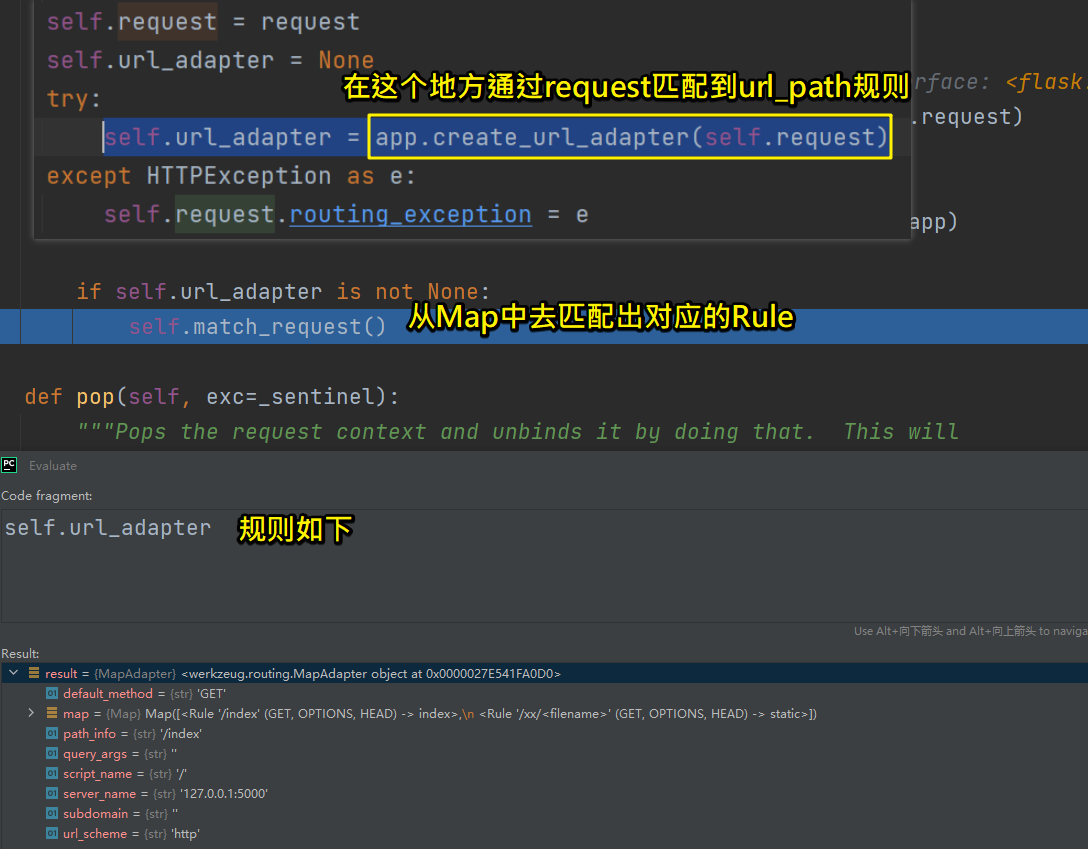 self.request = request
self.url_adapter = None
在这个地方通过request匹配到url_path规则
rface: <flask.
try:
self.url_adapter = app.create_url_adapter(self.request)
.request)
except HTTPException as e:
self.request.routing_exception = e
app)
if self.url_adapter is not None:
self.match_request()
从Map中去匹配出对应的Rule
def pop(self, exc=_sentinel):
"""Pops the request context and unbinds it by doing that.  This will
PC Evaluate
Code fragment:
self.url_adapter
规则如下
Use Alt+向下箭头 and Alt+向上箭头 to naviga
Result:
result = {MapAdapter} <werkzeug.routing.MapAdapter object at 0x0000027E541FA0D0>
01 default_method = {str} 'GET'
map = {Map} Map([<Rule '/index' (GET, OPTIONS, HEAD) -> index>,\n <Rule '/xx/<filename>' (GET, OPTIONS, HEAD) -> static>])
01 path_info = {str} '/index'
01 query_args = {str} ''
01 script_name = {str} '/'
01 server_name = {str} '127.0.0.1:5000'
01 subdomain = {str} ''
01 url_scheme = {str} 'http'